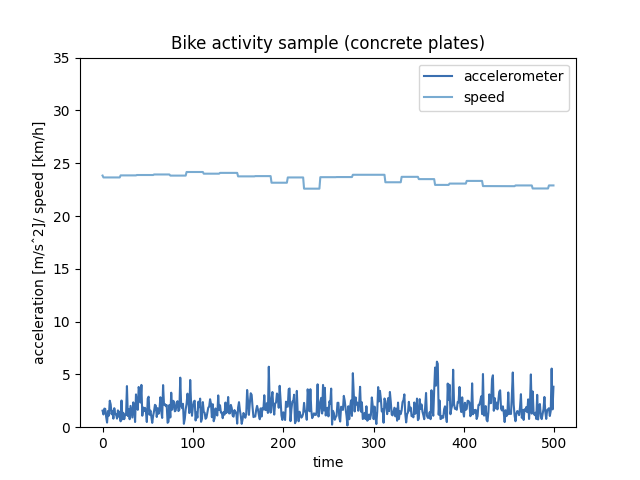 Bike activity sample (concrete plates)
accelerometer
speed
acceleration [m/sˆ2]/ speed [km/h]
35
30
25
20
15
10
5
0
0 100 200 300 400 500
time